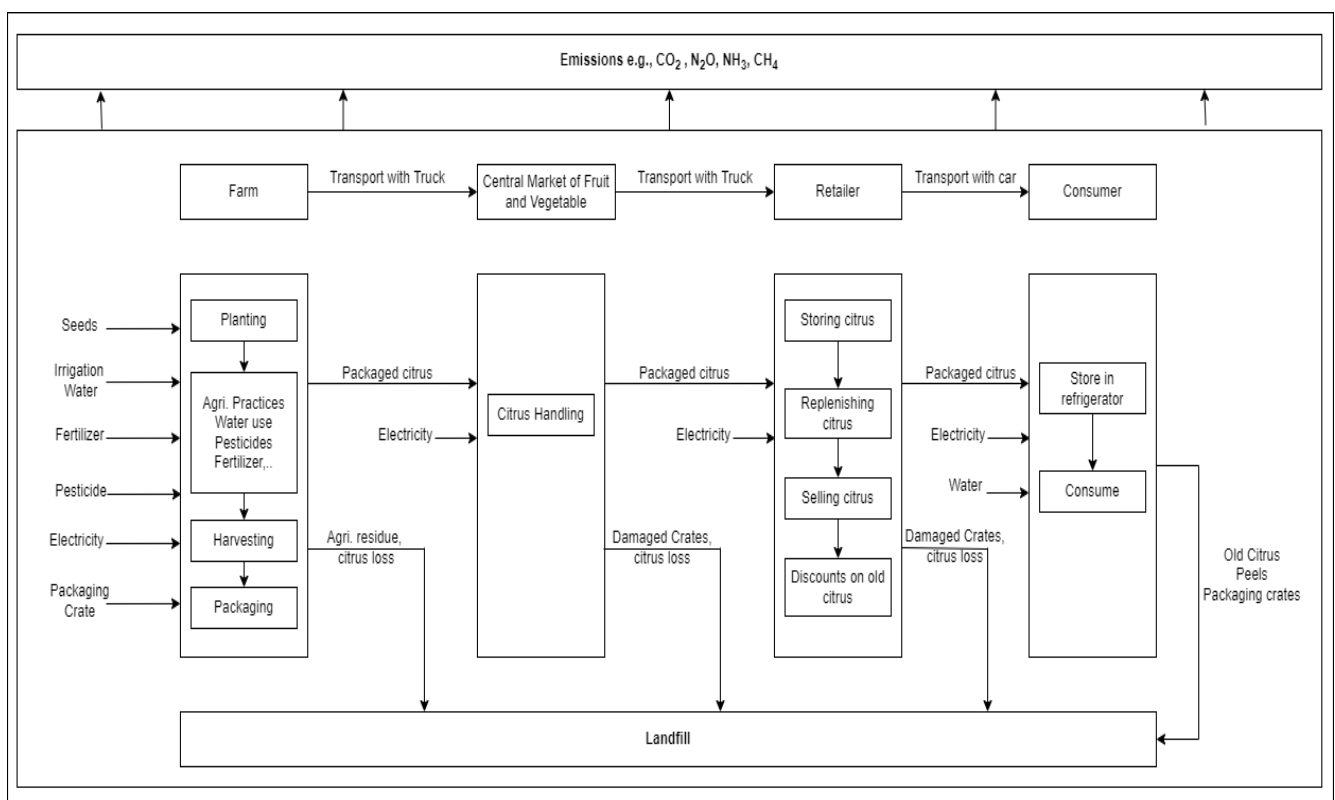 Emissions e.g., CO₂ , N₂O, NH₃, CH₄
Farm
Transport with Truck
Central Market of Fruit
and Vegetable
Transport with Truck
Retailer
Transport with car
Consumer
Seeds
Irrigation
Water
Fertilizer
Pesticide
Electricity
Packaging
Crate
Planting
Agri. Practices
Water use
Pesticides
Fertilizer,..
Harvesting
Packaging
Packaged citrus
Electricity
Agri. residue,
citrus loss
Citrus Handling
Packaged citrus
Electricity
Damaged Crates,
citrus loss
Storing citrus
Replenishing
citrus
Selling citrus
Discounts on old
citrus
Packaged citrus
Electricity
Water
Damaged Crates,
citrus loss
Store in
refrigerator
Consume
Old Citrus
Peels
Packaging crates
Landfill